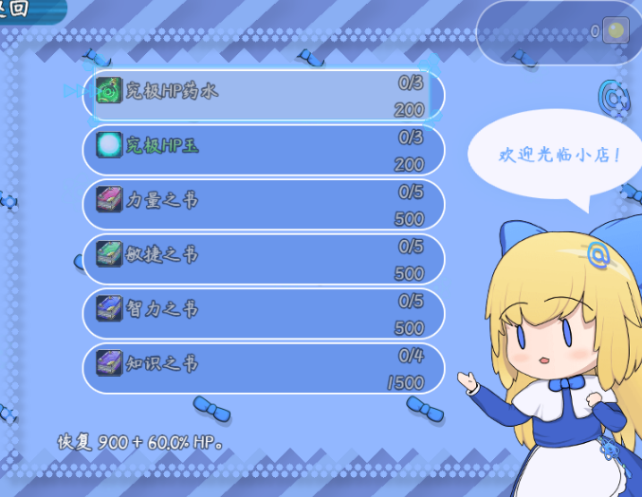 返回
0
究极HP药水 0/3
200
究极HP玉 0/3
200
力量之书 0/5
500
敏捷之书 0/5
500
智力之书 0/5
500
知识之书 0/4
1500
欢迎光临小店!
恢复 900 + 60.0% HP。